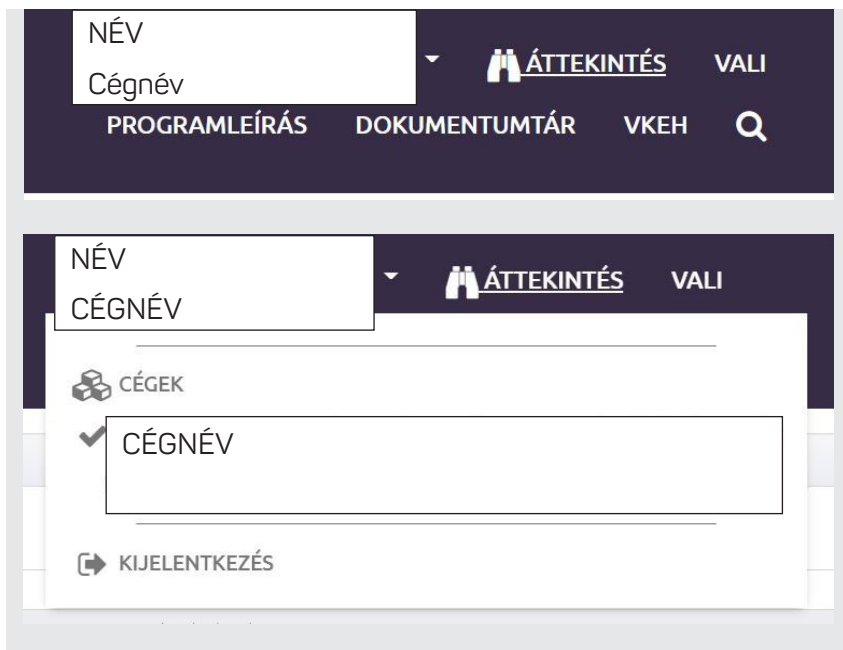 NÉV
Cégnév
ÁTTEKINTÉS VALI
PROGRAMLEÍRÁS DOKUMENTUMTÁR VKEH
NÉV
CÉGNÉV
ÁTTEKINTÉS VALI
CÉGEK
CÉGNÉV
KIJELENTKEZÉS